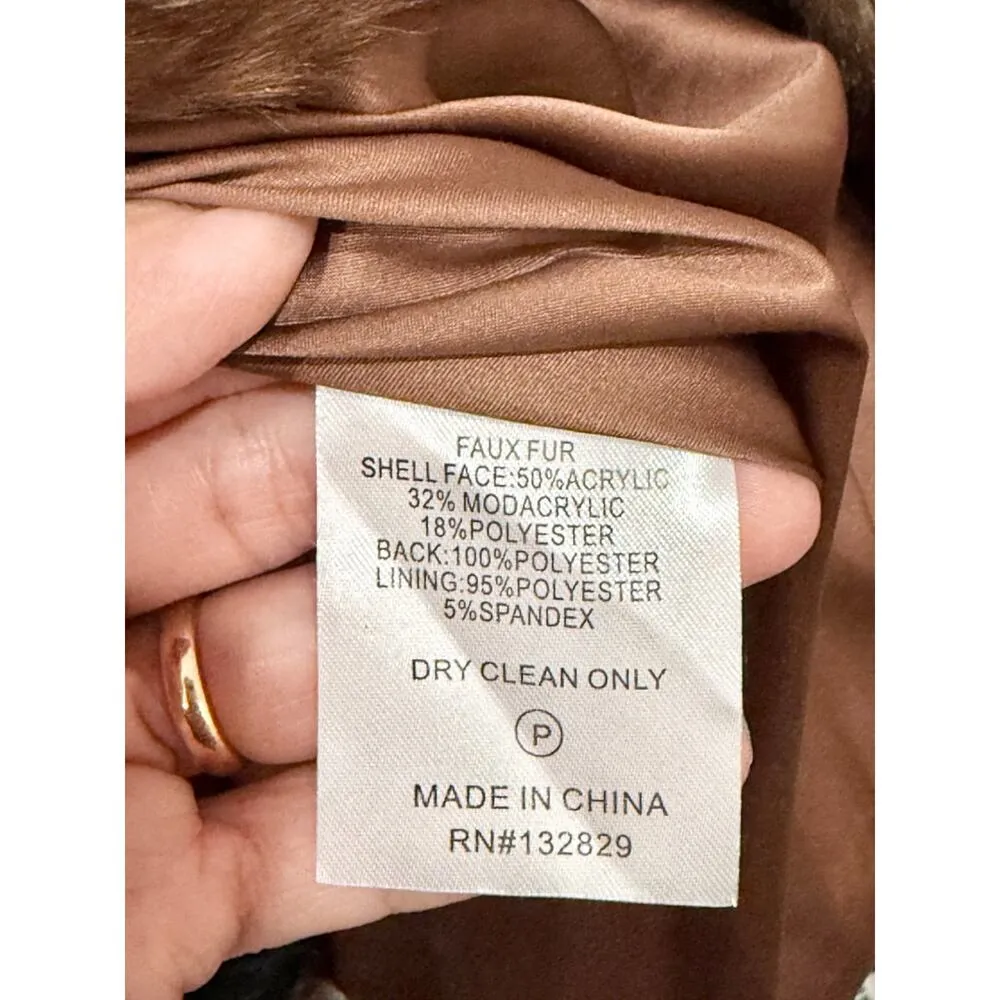 FAUX FUR
SHELL FACE:50%ACRYLIC
32% MODACRYLIC
18%POLYESTER
BACK:100%POLYESTER
LINING:95%POLYESTER
5%SPANDEX
DRY CLEAN ONLY
P
MADE IN CHINA
RN#132829